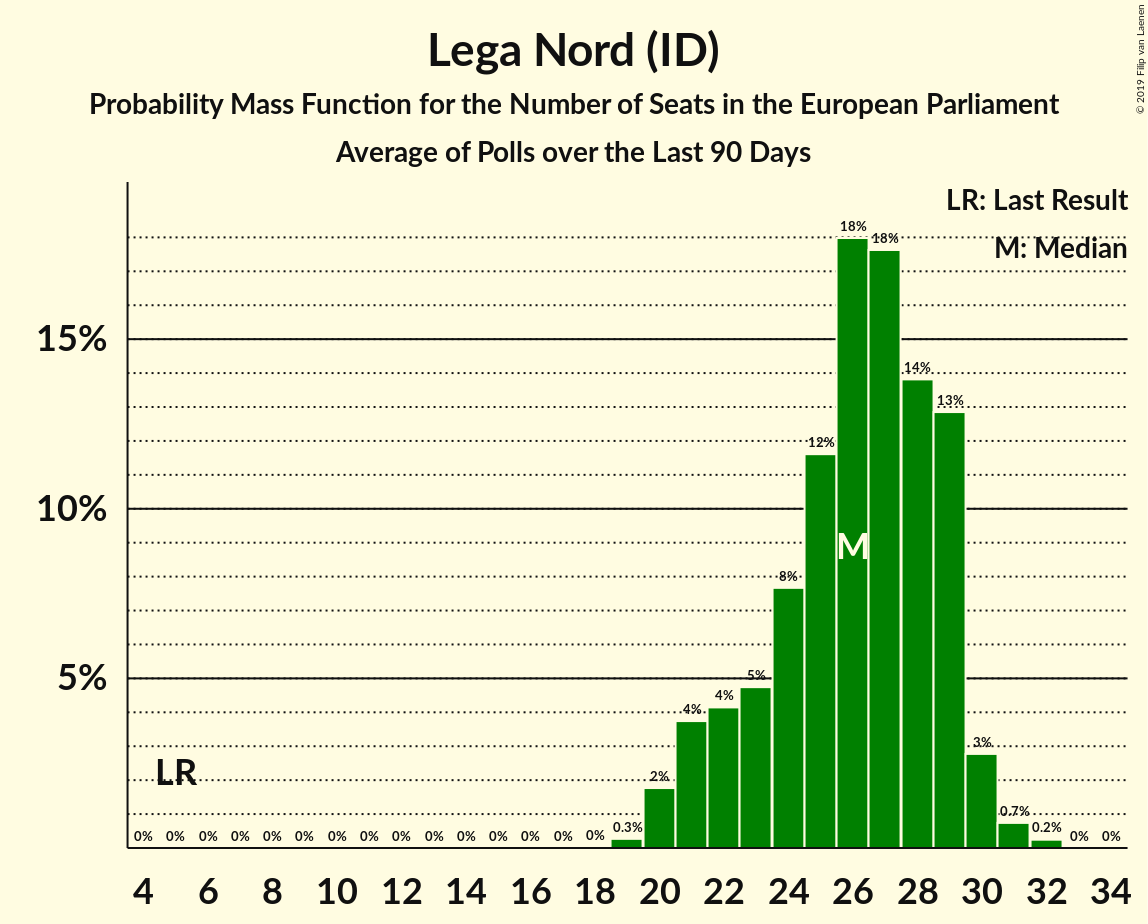 Lega Nord (ID)
Probability Mass Function for the Number of Seats in the European Parliament
Average of Polls over the Last 90 Days
© 2019 Filip van Laenen
LR: Last Result
M: Median
18%
18%
15%
14%
13%
12%
10%
M
8%
5%
5%
4%
4%
3%
2%
LR
0% 0% 0% 0% 0% 0% 0% 0% 0% 0% 0% 0% 0% 0% 0% 0.3% 0.7% 0.2% 0% 0%
4 6 8 10 12 14 16 18 20 22 24 26 28 30 32 34